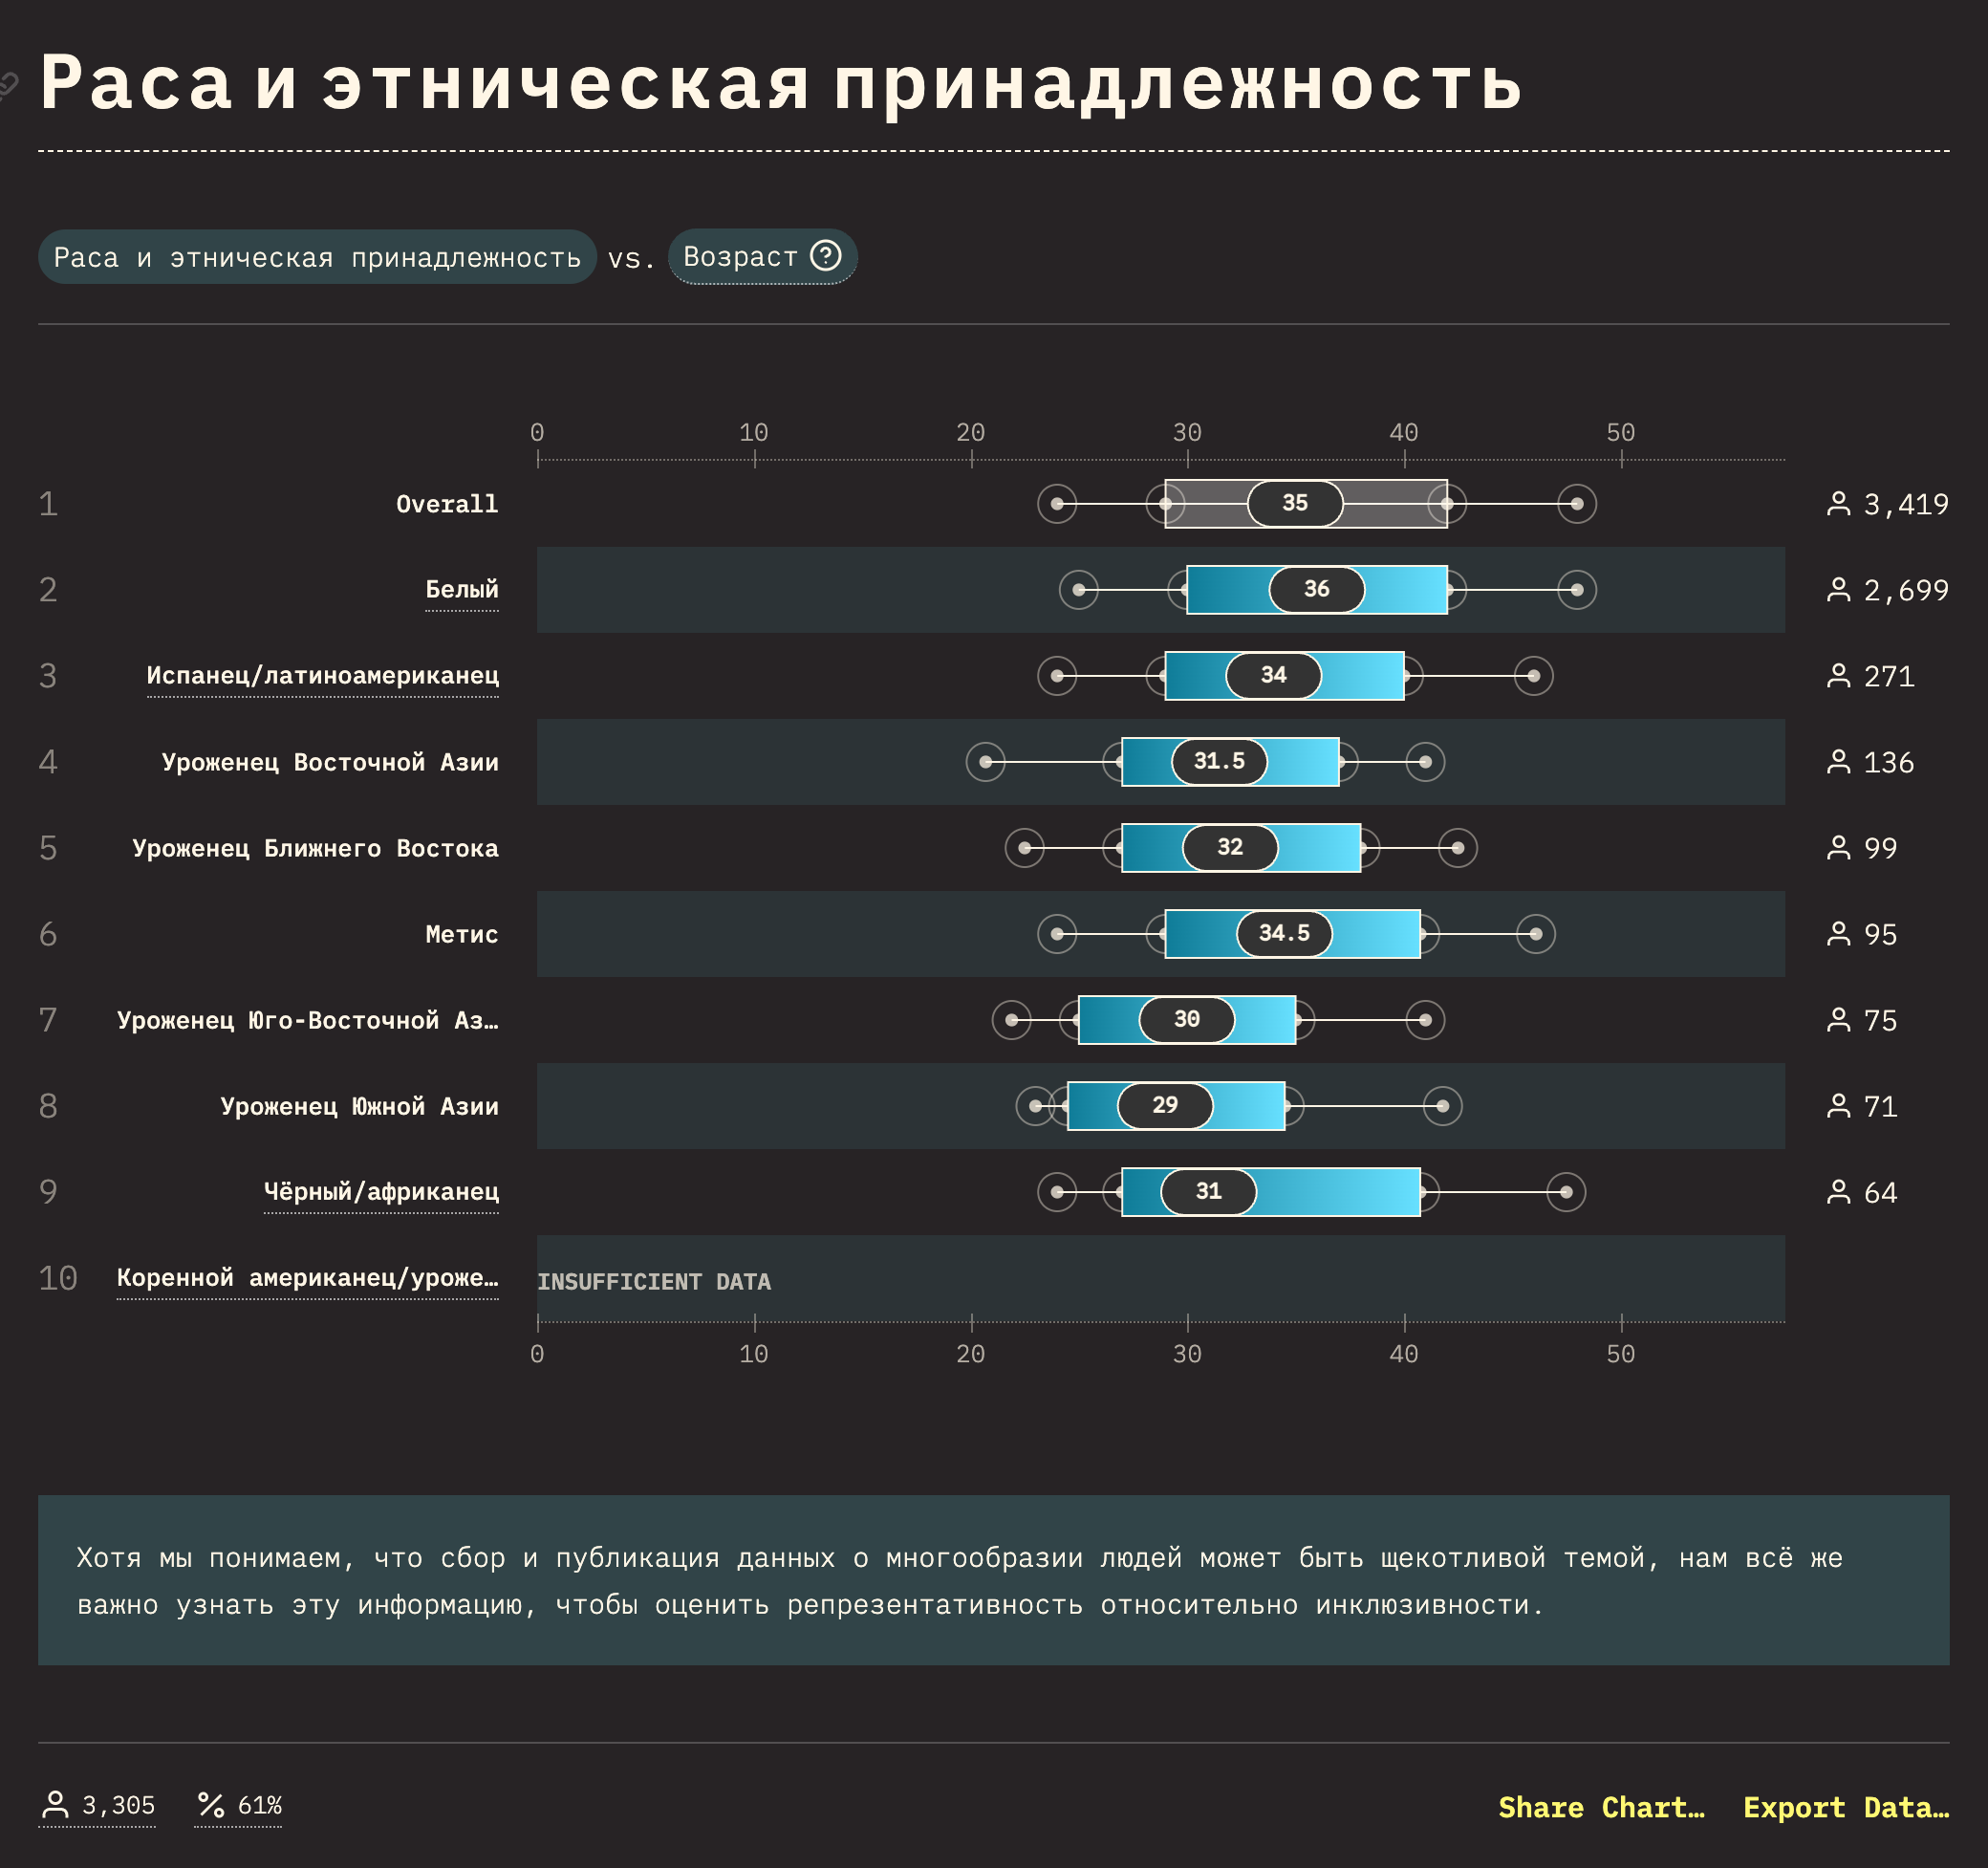 Раса и этническая принадлежность
Раса и этническая принадлежность vs. Возраст ?
0 10 20 30 40 50
1 Overall 35 3,419
2 Белый 36 2,699
3 Испанец/латиноамериканец 34 271
4 Уроженец Восточной Азии 31.5 136
5 Уроженец Ближнего Востока 32 99
6 Метис 34.5 95
7 Уроженец Юго-Восточной Аз… 30 75
8 Уроженец Южной Азии 29 71
9 Чёрный/африканец 31 64
10 Коренной американец/уроже… INSUFFICIENT DATA
0 10 20 30 40 50
Хотя мы понимаем, что сбор и публикация данных о многообразии людей может быть щекотливой темой, нам всё же
важно узнать эту информацию, чтобы оценить репрезентативность относительно инклюзивности.
3,305 % 61% Share Chart… Export Data…